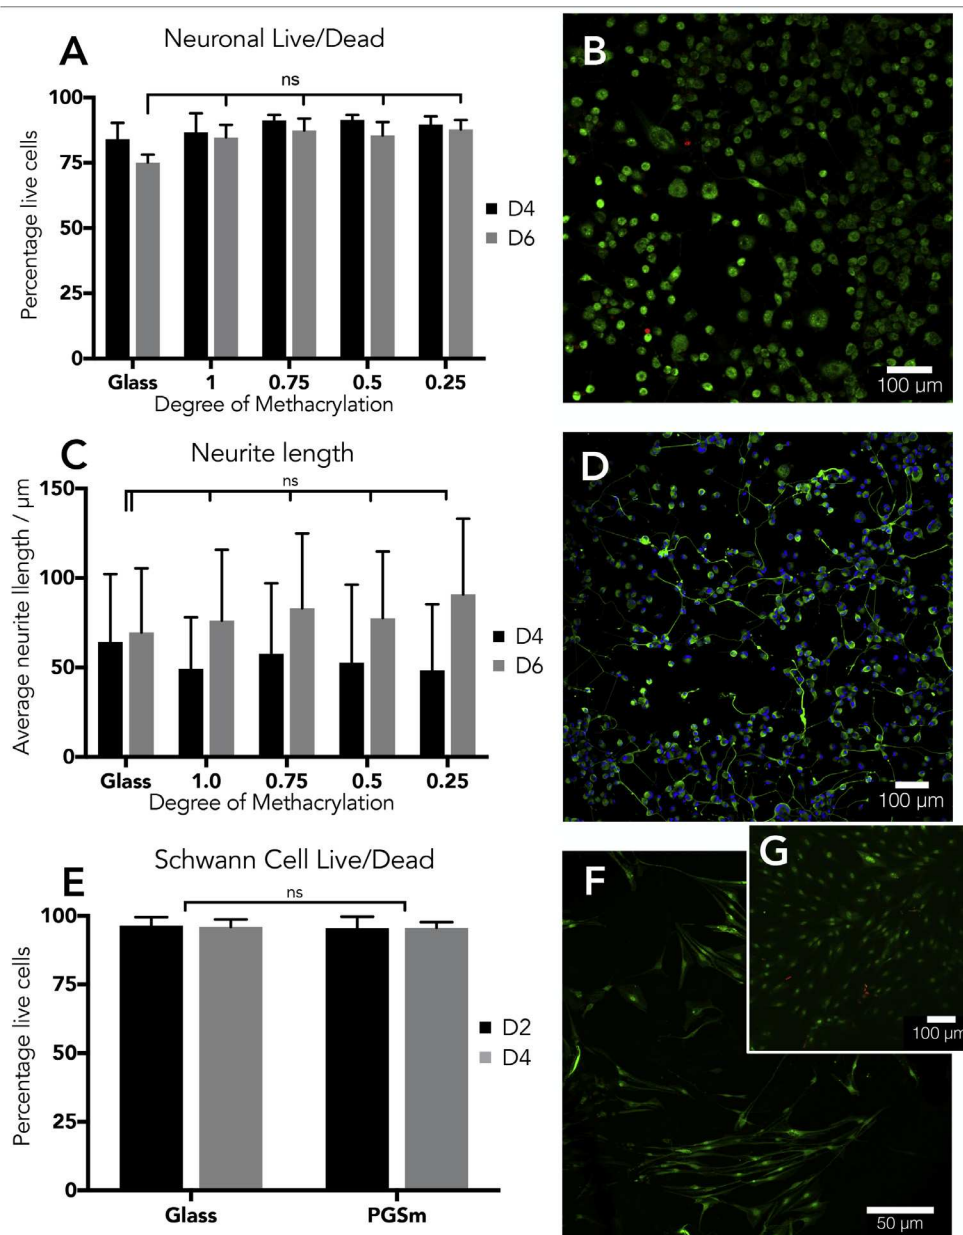 A
Neuronal Live/Dead
ns
100
75
50
25
0
Percentage live cells
D4
D6
Glass 1 0.75 0.5 0.25
Degree of Methacrylation
B
100 µm
C
Neurite length
ns
150
100
50
0
Average neurite length / µm
D4
D6
Glass 1.0 0.75 0.5 0.25
Degree of Methacrylation
D
100 µm
E
Schwann Cell Live/Dead
ns
100
75
50
25
0
Percentage live cells
D2
D4
Glass PGSm
F
50 µm
G
100 µm